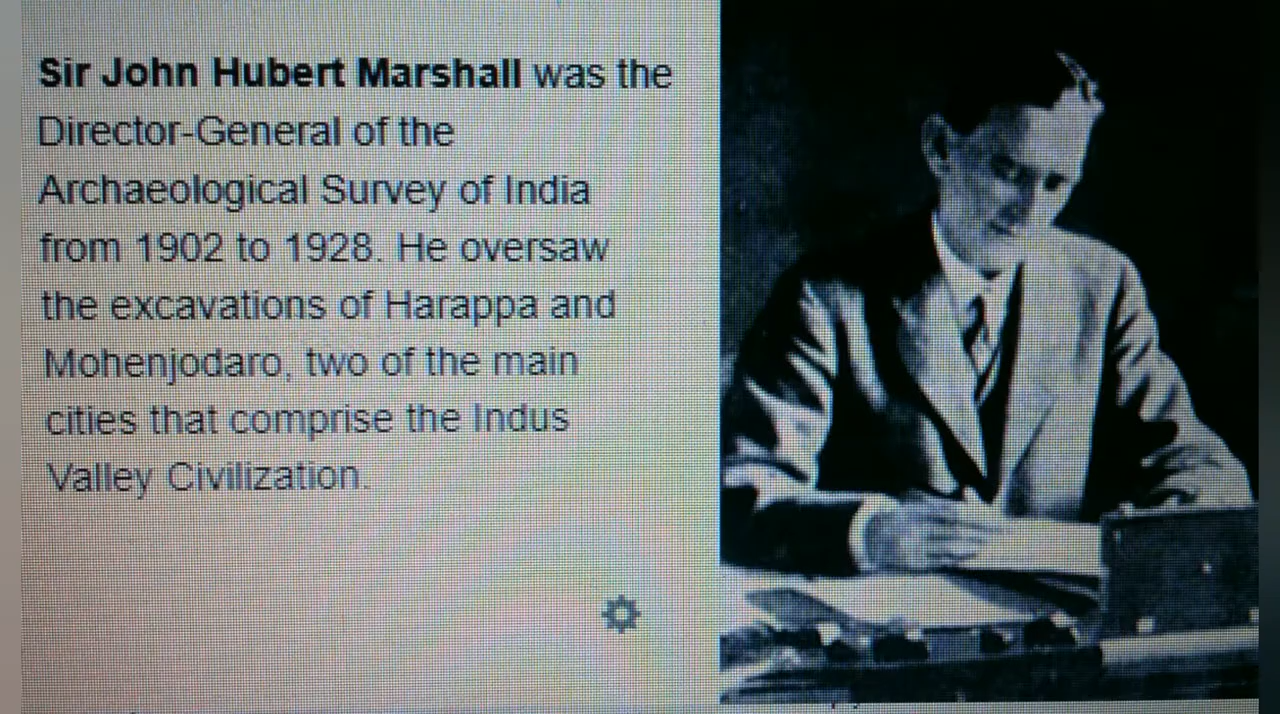 Sir John Hubert Marshall was the
Director-General of the
Archaeological Survey of India
from 1902 to 1928. He oversaw
the excavations of Harappa and
Mohenjodaro, two of the main
cities that comprise the Indus
Valley Civilization.